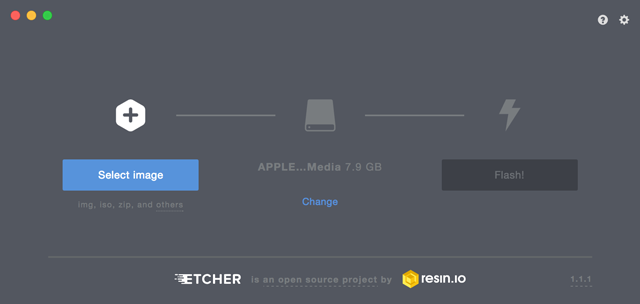 Select image
img, iso, zip, and others
APPLE...Media 7.9 GB
Change
Flash!
ETCHER is an open source project by resin.io
1.1.1